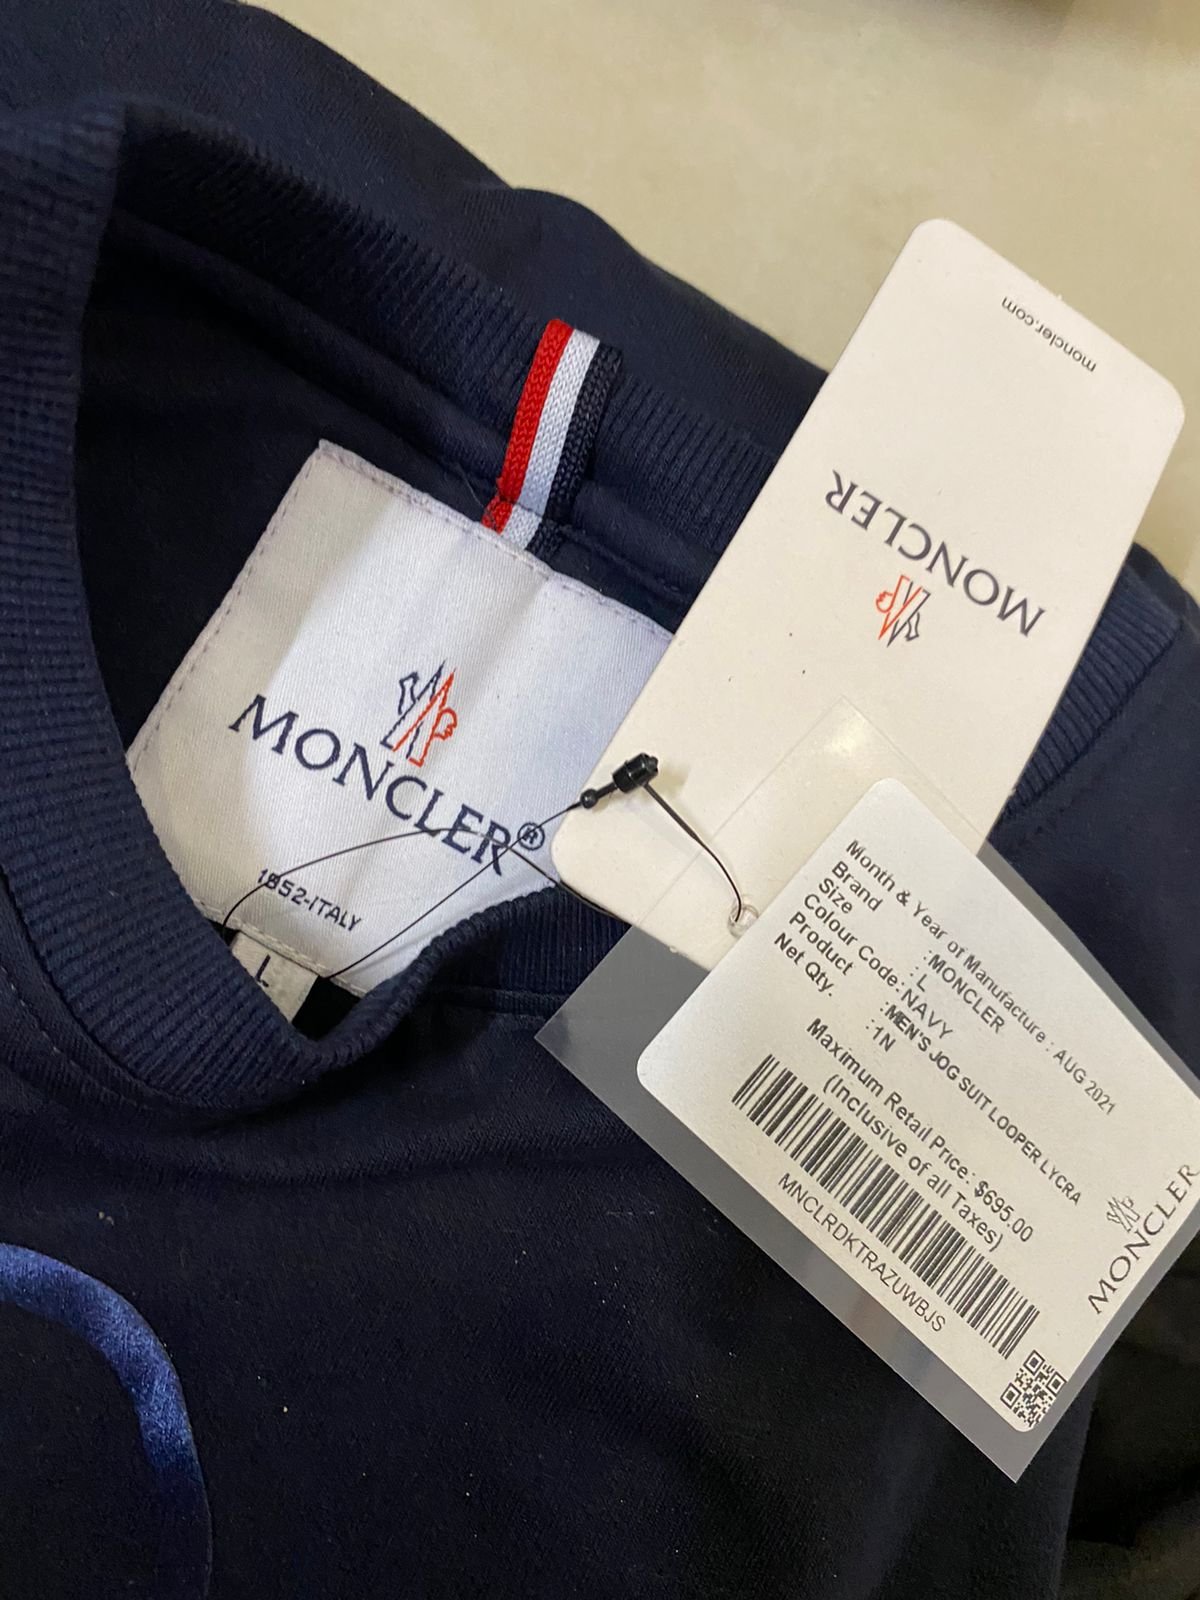 moncler.com
MONCLER
MONCLER®
1952-ITALY
L
Month & Year of Manufacture : AUG 2021
Brand :MONCLER
Size : L
Colour Code:NAVY
Product :MEN'S JOG SUIT LOOPER LYCRA
Net Qty. :1N
Maximum Retail Price: $695.00
(Inclusive of all Taxes)
MNCLRDKTRAZUWBJS
MONCLER